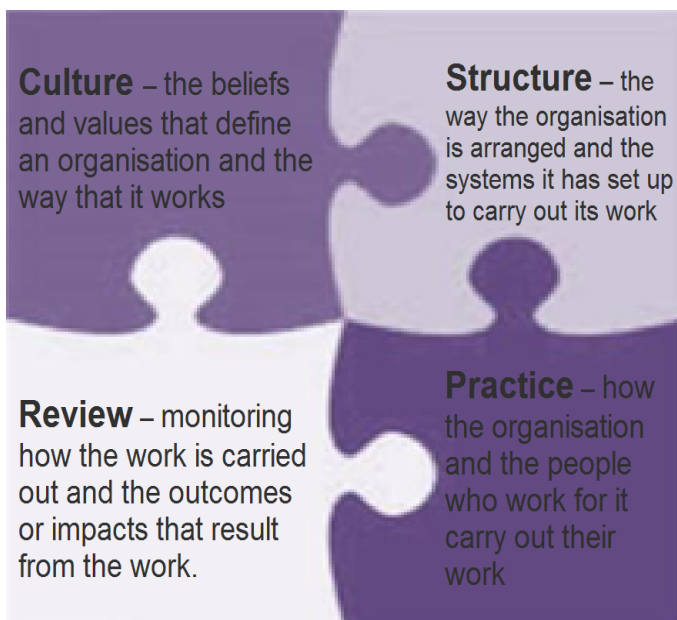 Culture – the beliefs
and values that define
an organisation and the
way that it works
Structure – the
way the organisation
is arranged and the
systems it has set up
to carry out its work
Review – monitoring
how the work is carried
out and the outcomes
or impacts that result
from the work.
Practice – how
the organisation
and the people
who work for it
carry out their
work